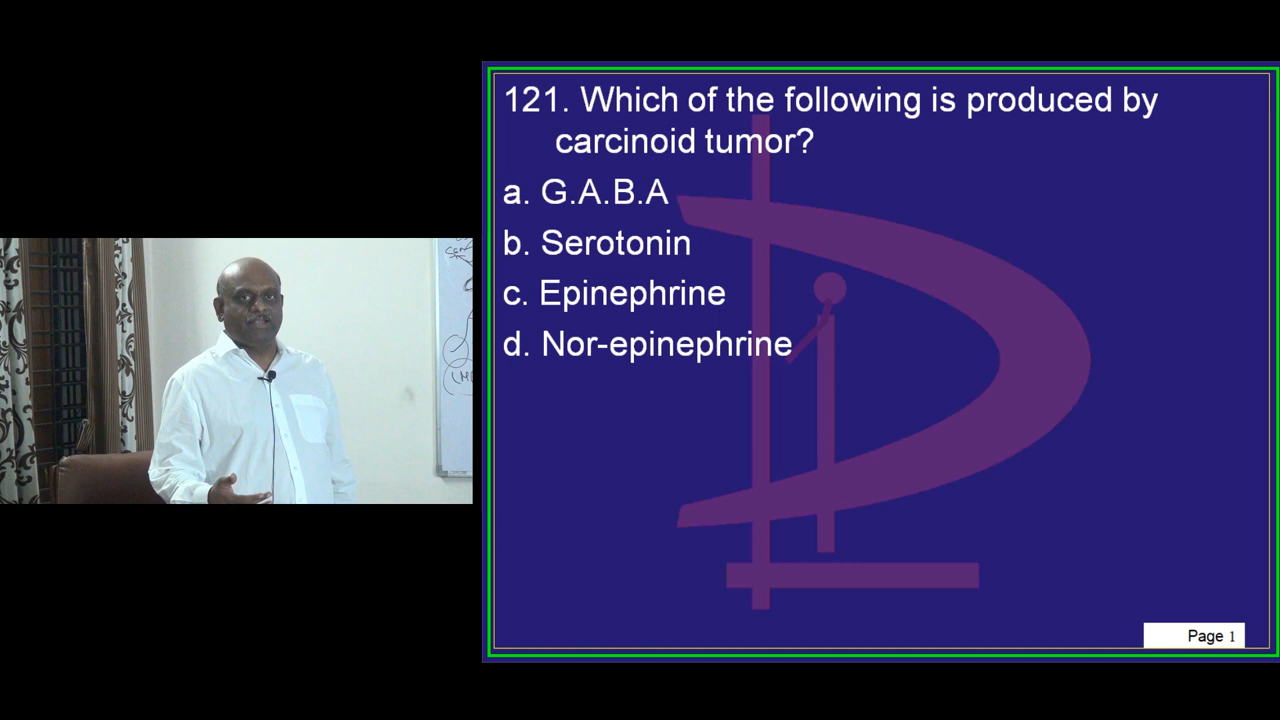 121. Which of the following is produced by
carcinoid tumor?
a. G.A.B.A
b. Serotonin
c. Epinephrine
d. Nor-epinephrine
Page 1